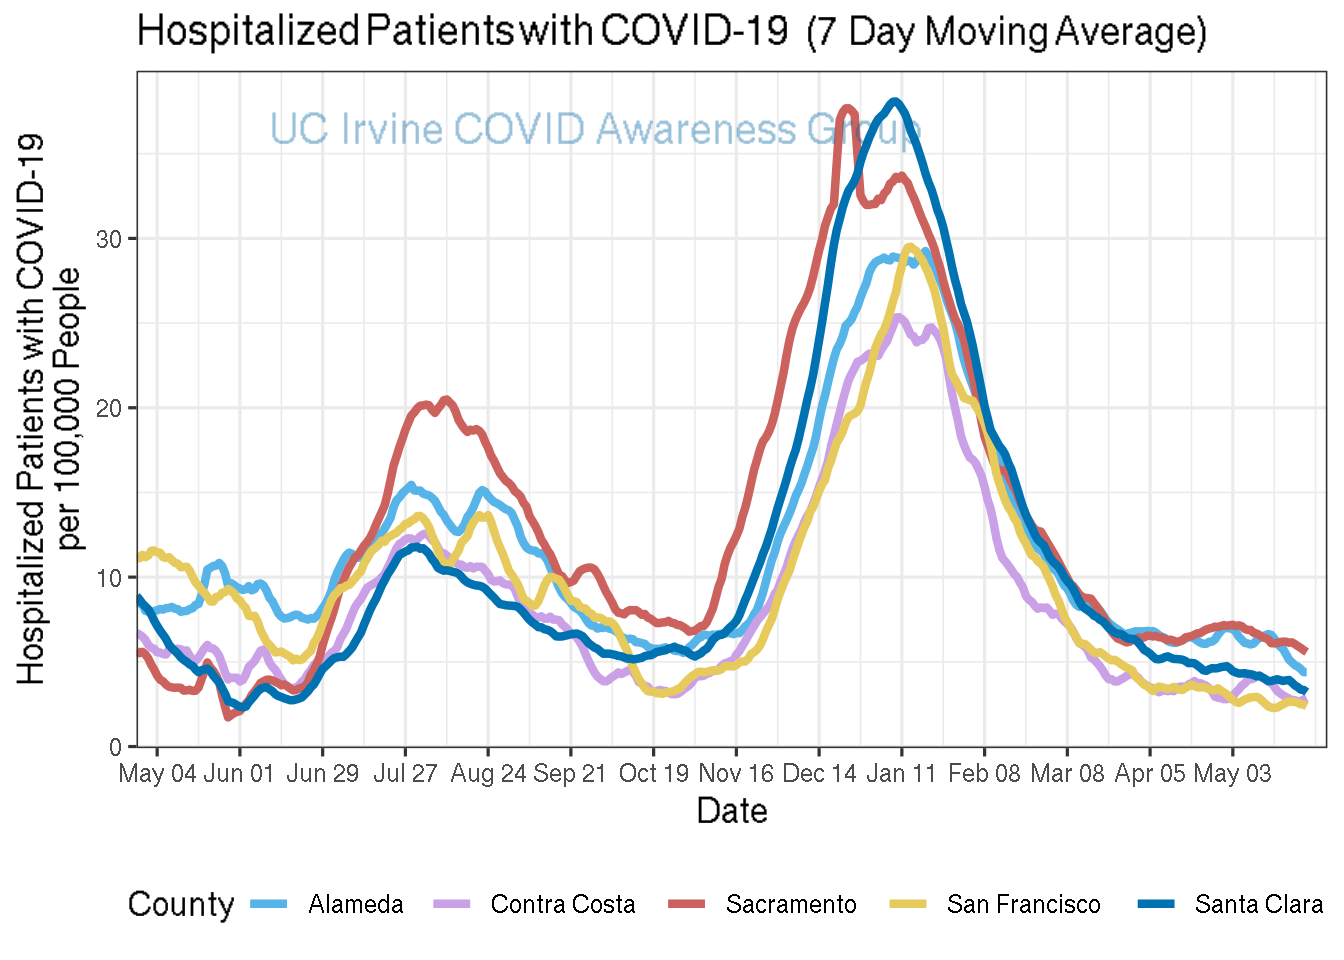 Hospitalized Patients with COVID-19 (7 Day Moving Average)
UC Irvine COVID Awareness Group
Hospitalized Patients with COVID-19
per 100,000 People
30
20
10
0
May 04 Jun 01 Jun 29 Jul 27 Aug 24 Sep 21 Oct 19 Nov 16 Dec 14 Jan 11 Feb 08 Mar 08 Apr 05 May 03
Date
County Alameda Contra Costa Sacramento San Francisco Santa Clara